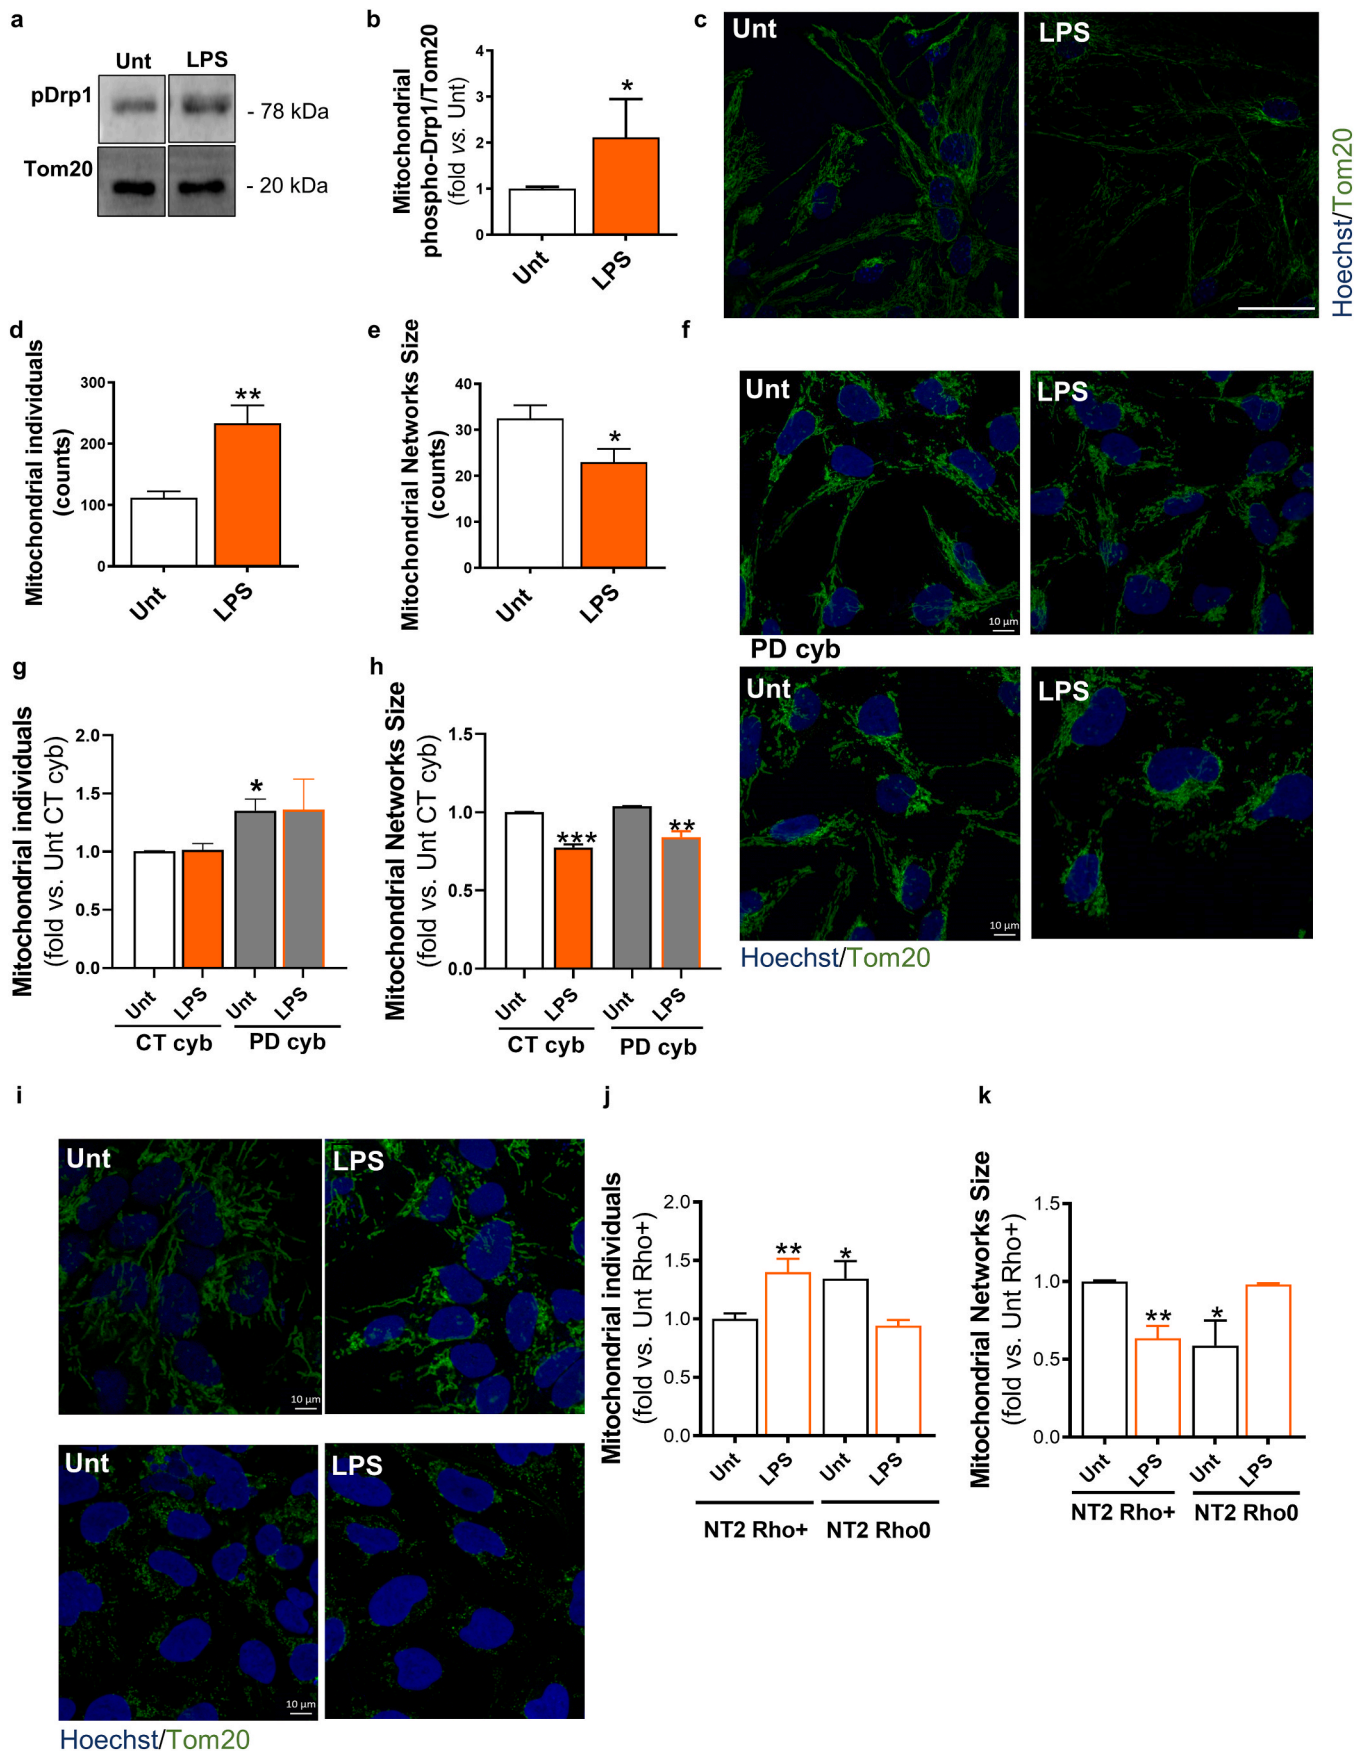 a
Unt LPS
pDrp1
- 78 kDa
Tom20
- 20 kDa
b
Mitochondrial
phospho-Drp1/Tom20
(fold vs. Unt)
4
3
2
1
0
*
Unt
LPS
c
Unt
LPS
Hoechst/Tom20
d
Mitochondrial individuals
(counts)
300
200
100
0
**
Unt
LPS
e
Mitochondrial Networks Size
(counts)
40
30
20
10
0
*
Unt
LPS
f
Unt
LPS
10 µm
PD cyb
Unt
LPS
10 µm
Hoechst/Tom20
g
Mitochondrial individuals
(fold vs. Unt CT cyb)
2.0
1.5
1.0
0.5
0.0
*
Unt
LPS
Unt
LPS
CT cyb
PD cyb
h
Mitochondrial Networks Size
(fold vs. Unt CT cyb)
1.5
1.0
0.5
0.0
***
**
Unt
LPS
Unt
LPS
CT cyb
PD cyb
i
Unt
LPS
10 µm
Unt
LPS
10 µm
Hoechst/Tom20
j
Mitochondrial individuals
(fold vs. Unt Rho+)
2.0
1.5
1.0
0.5
0.0
**
*
Unt
LPS
Unt
LPS
NT2 Rho+
NT2 Rho0
k
Mitochondrial Networks Size
(fold vs. Unt Rho+)
1.5
1.0
0.5
0.0
**
*
Unt
LPS
Unt
LPS
NT2 Rho+
NT2 Rho0